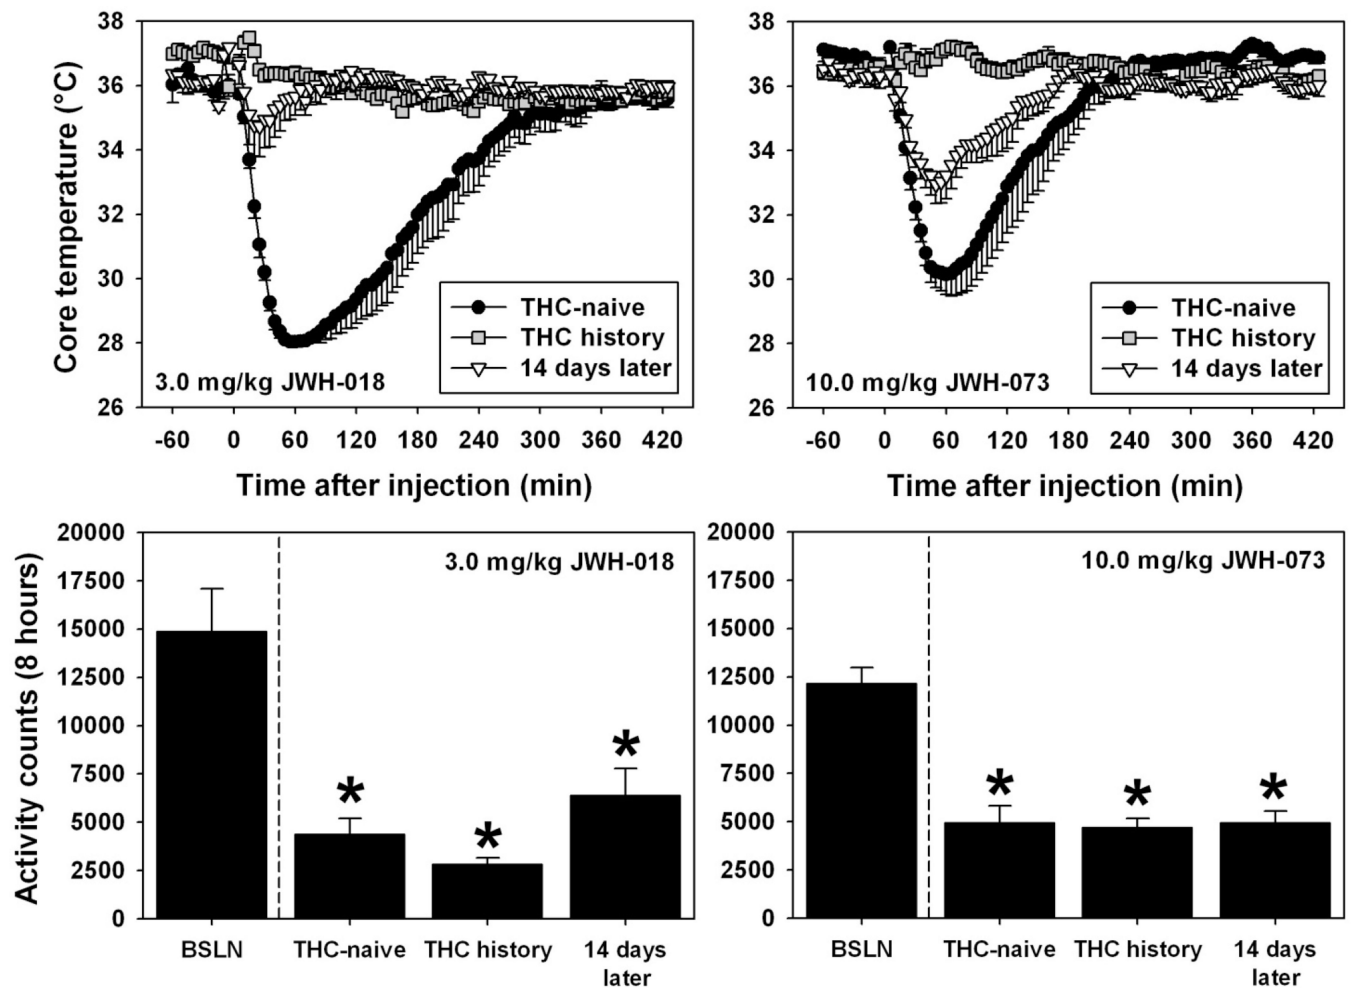 38
36
34
32
30
28
26
Core temperature (°C)
THC-naive
THC history
14 days later
3.0 mg/kg JWH-018
-60 0 60 120 180 240 300 360 420
Time after injection (min)
38
36
34
32
30
28
26
THC-naive
THC history
14 days later
10.0 mg/kg JWH-073
-60 0 60 120 180 240 300 360 420
Time after injection (min)
20000
17500
15000
12500
10000
7500
5000
2500
0
Activity counts (8 hours)
3.0 mg/kg JWH-018
*
*
*
BSLN THC-naive THC history 14 days
later
20000
17500
15000
12500
10000
7500
5000
2500
0
10.0 mg/kg JWH-073
*
*
*
BSLN THC-naive THC history 14 days
later